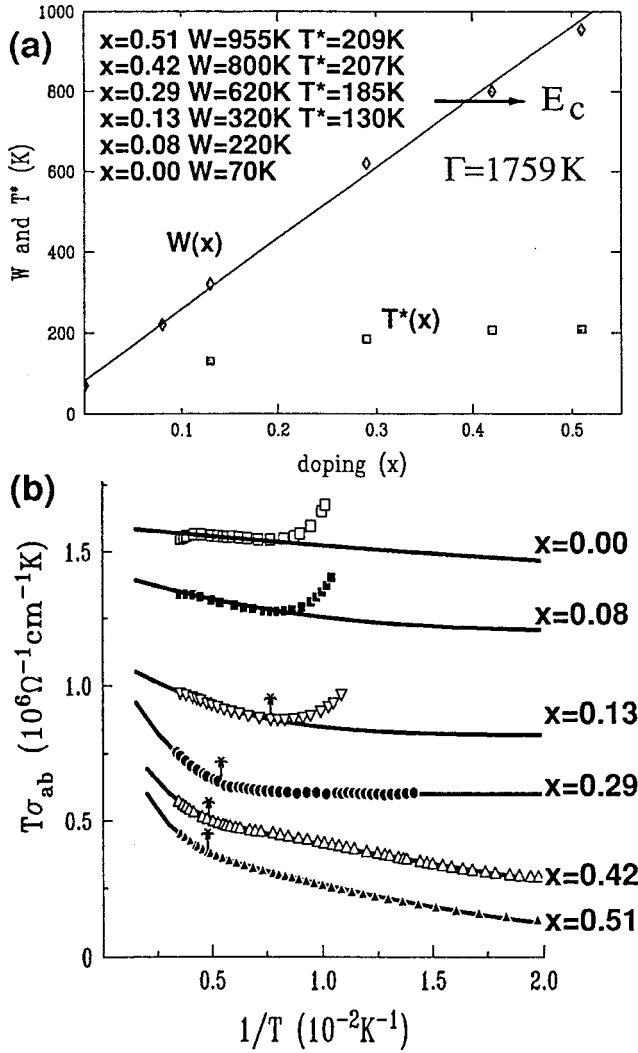 1000
(a)
x=0.51 W=955K T*=209K
x=0.42 W=800K T*=207K
x=0.29 W=620K T*=185K
x=0.13 W=320K T*=130K
x=0.08 W=220K
x=0.00 W=70K
800
E_c
600
Γ=1759K
W and T* (K)
400
W(x)
200
T*(x)
0
0.1 0.2 0.3 0.4 0.5
doping (x)
(b)
1.5
x=0.00
x=0.08
1.0
x=0.13
x=0.29
0.5
x=0.42
x=0.51
0
Tσ_ab (10⁶Ω⁻¹cm⁻¹K)
0.5 1.0 1.5 2.0
1/T (10⁻²K⁻¹)